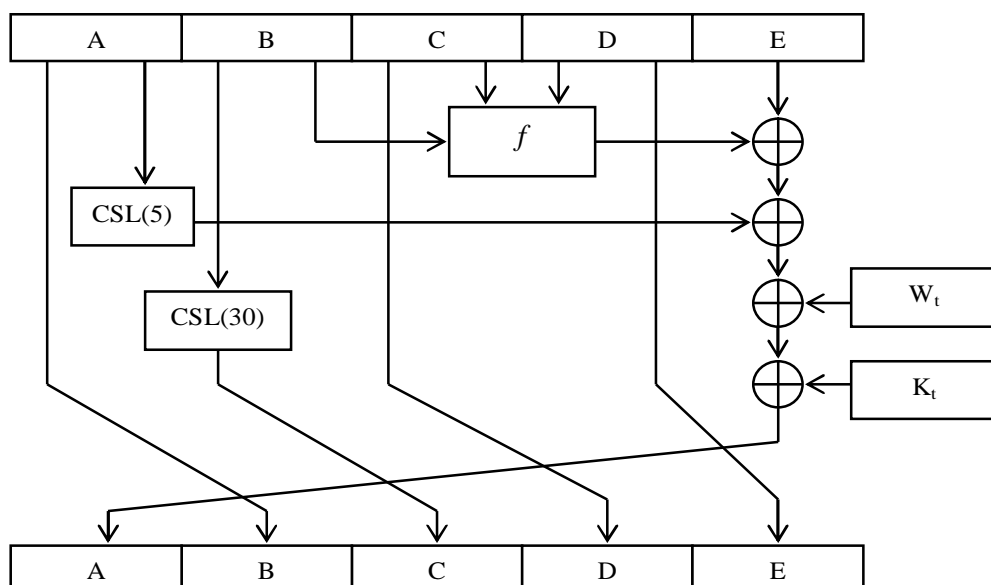 A B C D E
f
CSL(5)
W_t
CSL(30)
K_t
A B C D E